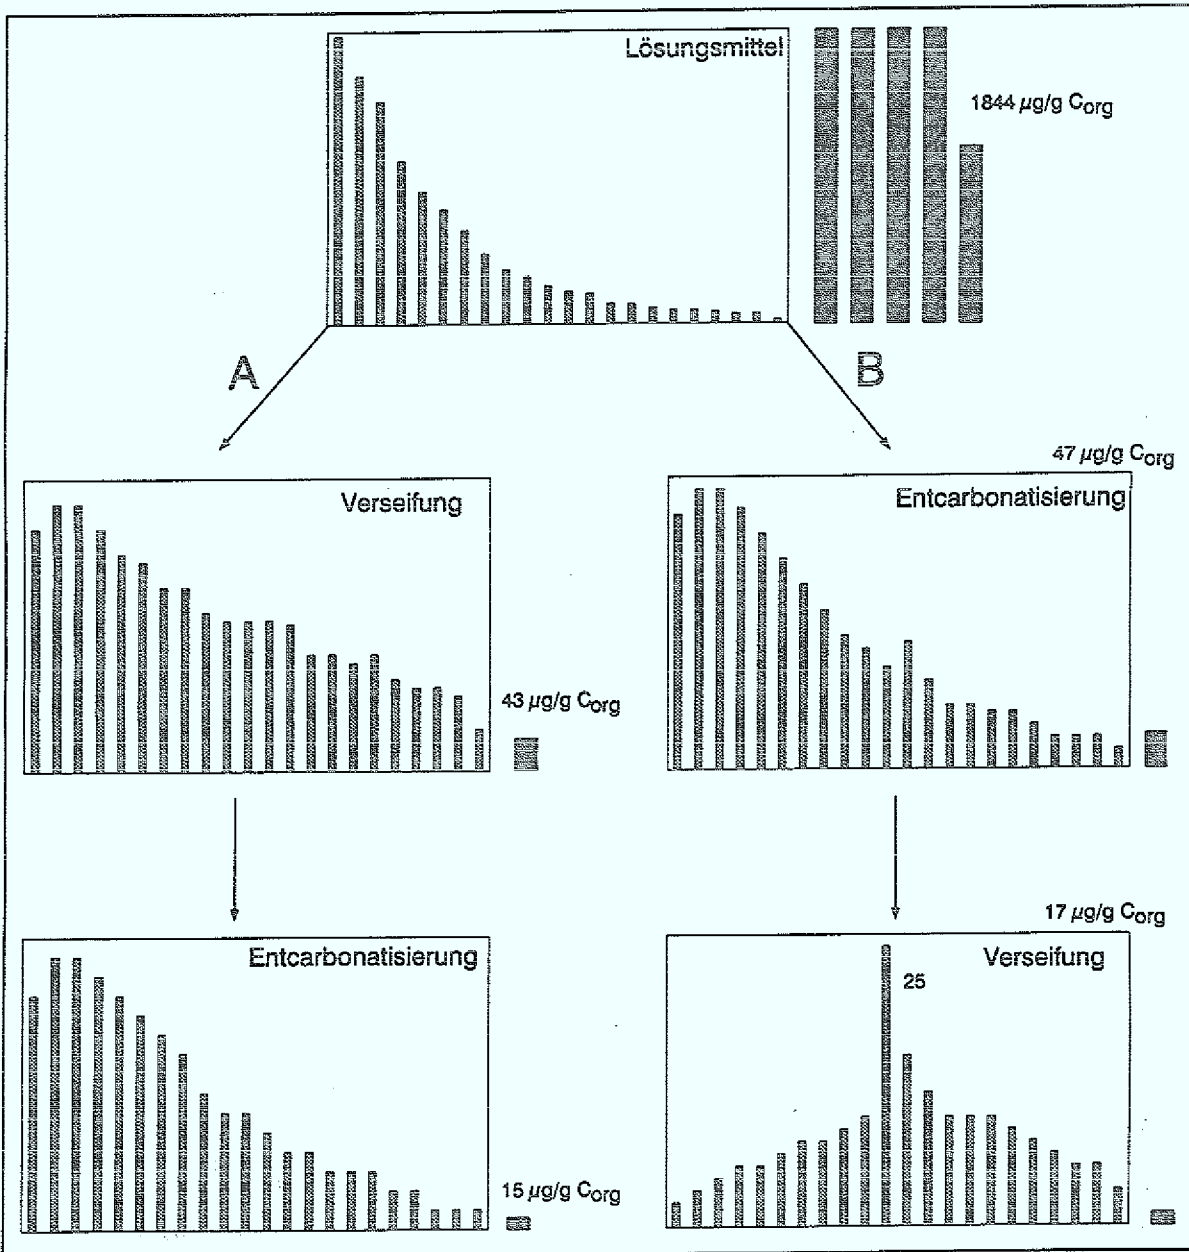 Lösungsmittel
1844 µg/g Corg
A
B
47 µg/g Corg
Verseifung
Entcarbonatisierung
43 µg/g Corg
17 µg/g Corg
Entcarbonatisierung
Verseifung
25
15 µg/g Corg